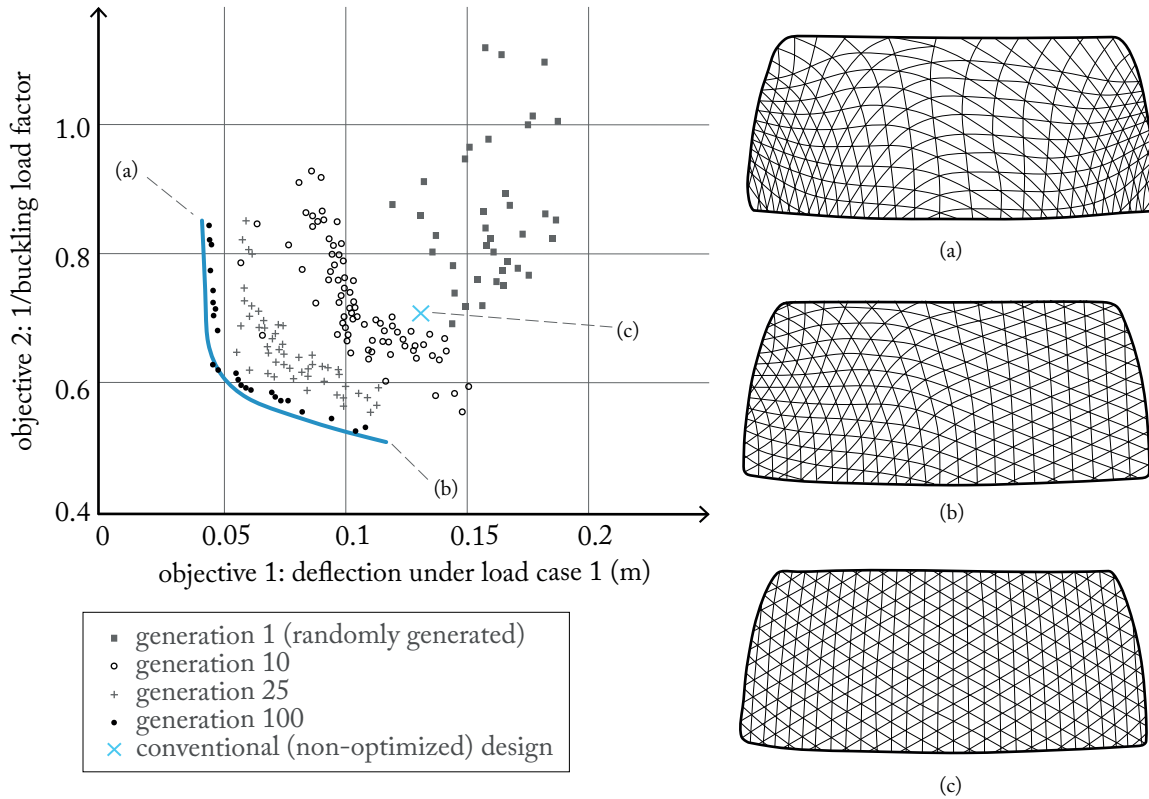 objective 2: 1/buckling load factor
1.0
0.8
0.6
0.4
(a)
(c)
(b)
0
0.05
0.1
0.15
0.2
objective 1: deflection under load case 1 (m)
generation 1 (randomly generated)
generation 10
generation 25
generation 100
conventional (non-optimized) design
(a)
(b)
(c)